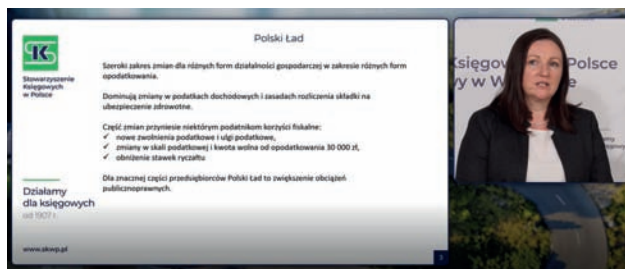 Polski Ład
SK
Stowarzyszenie
Księgowych
w Polsce
Szeroki zakres zmian dla różnych form działalności gospodarczej w zakresie różnych form
opodatkowania.
Dominują zmiany w podatkach dochodowych i zasadach rozliczenia składki na
ubezpieczenie zdrowotne.
Część zmian przyniesie niektórym podatnikom korzyści fiskalne:
✓ nowe zwolnienia podatkowe i ulgi podatkowe,
✓ zmiany w skali podatkowej i kwota wolna od opodatkowania 30 000 zł,
✓ obniżenie stawek ryczałtu
Dla znacznej części przedsiębiorców Polski Ład to zwiększenie obciążeń
publicznoprawnych.
Działamy
dla księgowych
od 1907 r.
www.skwp.pl
3
Księgow Polsce
y w W e